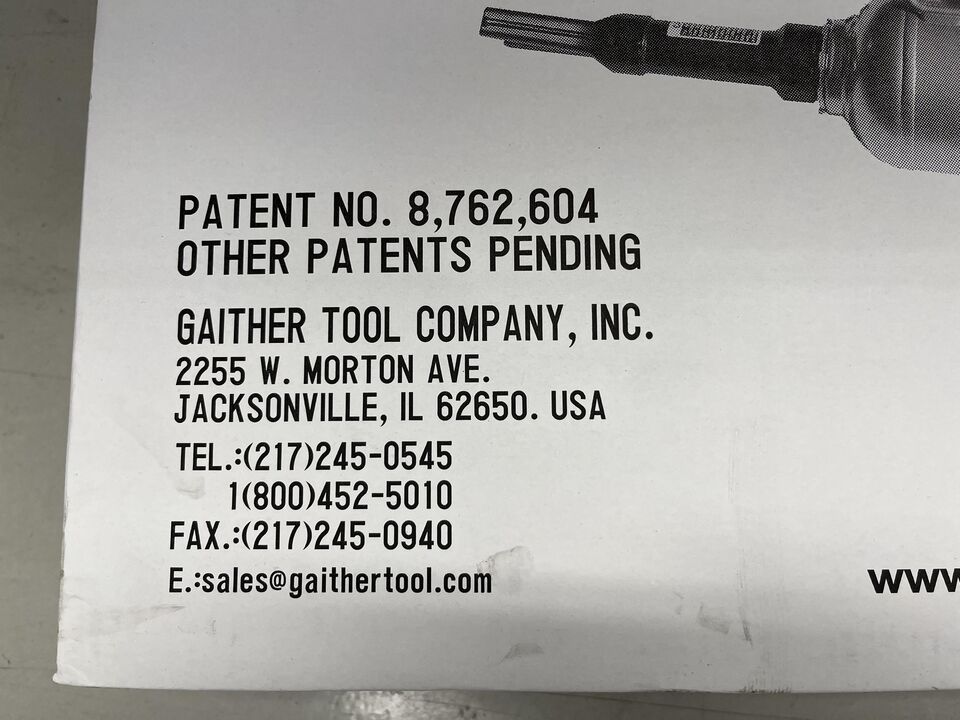 PATENT NO. 8,762,604
OTHER PATENTS PENDING
GAITHER TOOL COMPANY, INC.
2255 W. MORTON AVE.
JACKSONVILLE, IL 62650. USA
TEL.:(217)245-0545
1(800)452-5010
FAX.:(217)245-0940
E.:sales@gaithertool.com
www